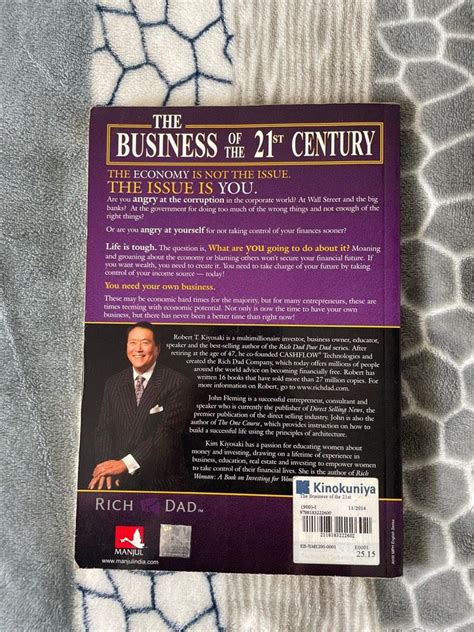 THE
BUSINESS OF THE 21ST CENTURY
THE ECONOMY IS NOT THE ISSUE.
THE ISSUE IS YOU.
Are you angry at the corruption in the corporate world? At Wall Street and the big
banks? At the government for doing too much of the wrong things and not enough of
the right things?
Or are you angry at yourself for not taking control of your finances sooner?
Life is tough. The question is, What are you going to do about it? Moaning
and groaning about the economy or blaming others won't secure your financial future. If
you want wealth, you need to create it. You need to take charge of your future by taking
control of your income source — today!
You need your own business.
These may be economic hard times for the majority, but for many entrepreneurs, these are
times teeming with economic potential. Not only is now the time to have your own
business, but there has never been a better time than right now!
Robert T. Kiyosaki is a multimillionaire investor, business owner, educator,
speaker and the best-selling author of the Rich Dad Poor Dad series. After
retiring at the age of 47, he co-founded CASHFLOW Technologies and
created the Rich Dad Company, which today offers millions of people
around the world advice on becoming financially free. Robert has
written 16 books that have sold more than 27 million copies. For
more information on Robert, go to www.richdad.com.
John Fleming is a successful entrepreneur, consultant and
speaker who is currently the publisher of Direct Selling News, the
premier publication of the direct selling industry. John is also the
author of The One Course, which provides instruction on how to
build a successful life using the principles of architecture.
Kim Kiyosaki has a passion for educating women about
money and investing, drawing on a lifetime of experience in
business, education, real estate and investing to empower women
to take control of their financial lives. She is the author of Rich
Woman: A Book on Investing for
Kinokuniya
The Business of the 21st
11/2014
9788183222600
2118183222602
25.15
RICH DAD™
MANJUL
manjulindia.com